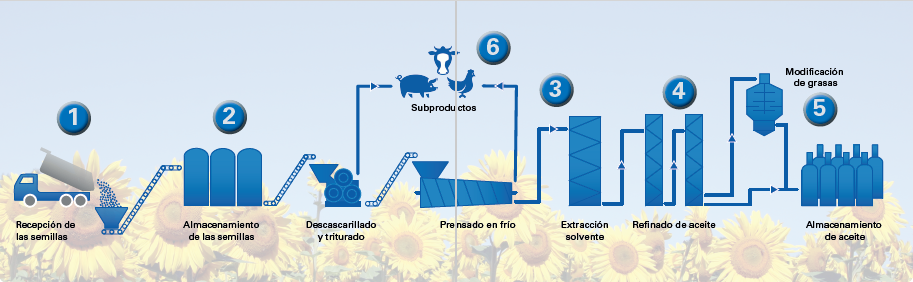 1
2
3
4
5
6
Subproductos
Modificación
de grasas
Recepción de
las semillas
Almacenamiento
de las semillas
Descascarillado
y triturado
Prensado en frío
Extracción
solvente
Refinado de aceite
Almacenamiento
de aceite